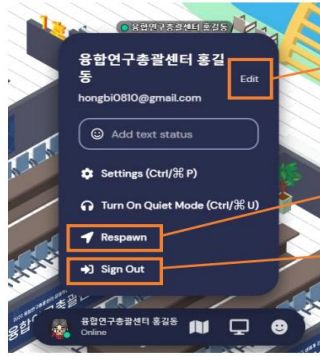 융합연구총괄센터 홍길동
융합연구총괄센터 홍길
동
Edit
hongbi0810@gmail.com
Add text status
Settings (Ctrl/⌘ P)
Turn On Quiet Mode (Ctrl/⌘ U)
Respawn
Sign Out
융합연구총괄센터 홍길동
Online